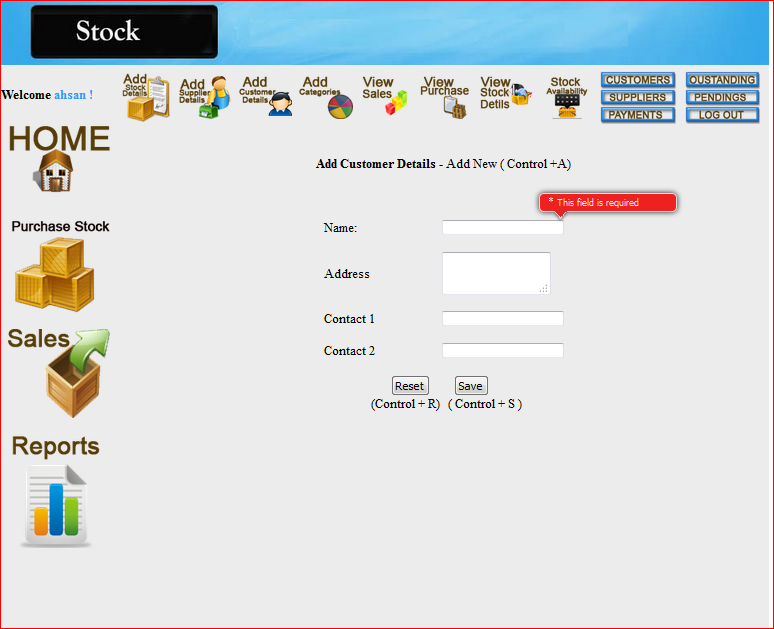 Stock
Welcome ahsan !
Add Stock Details
Add Supplier Details
Add Customer Details
Add Categories
View Sales
View Purchase
View Stock Detils
Stock Availability
CUSTOMERS
OUSTANDING
SUPPLIERS
PENDINGS
PAYMENTS
LOG OUT
HOME
Purchase Stock
Sales
Reports
Add Customer Details - Add New ( Control +A)
* This field is required
Name:
Address
Contact 1
Contact 2
Reset
Save
(Control + R)
( Control + S )